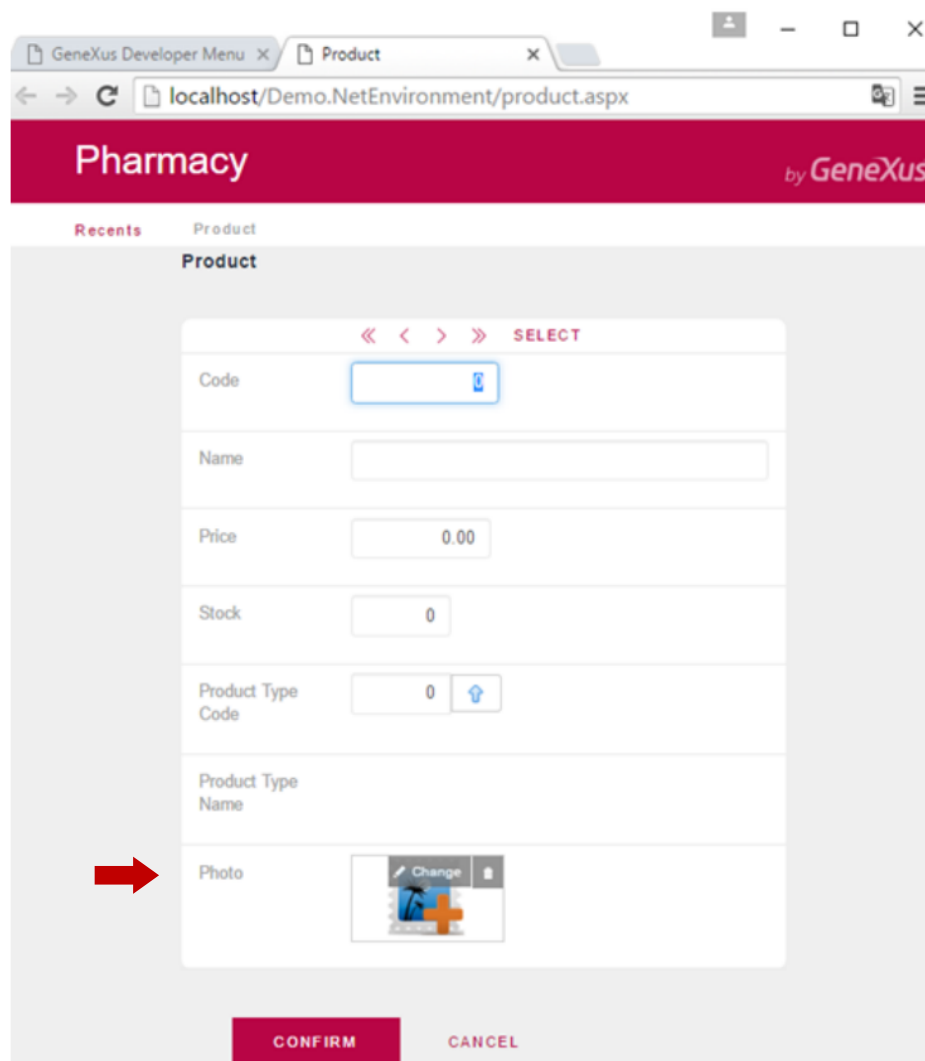 GeneXus Developer Menu
Product
localhost/Demo.NetEnvironment/product.aspx
Pharmacy
by GeneXus
Recents Product
Product
SELECT
Code 0
Name
Price 0.00
Stock 0
Product Type
Code 0
Product Type
Name
Photo Change
CONFIRM CANCEL